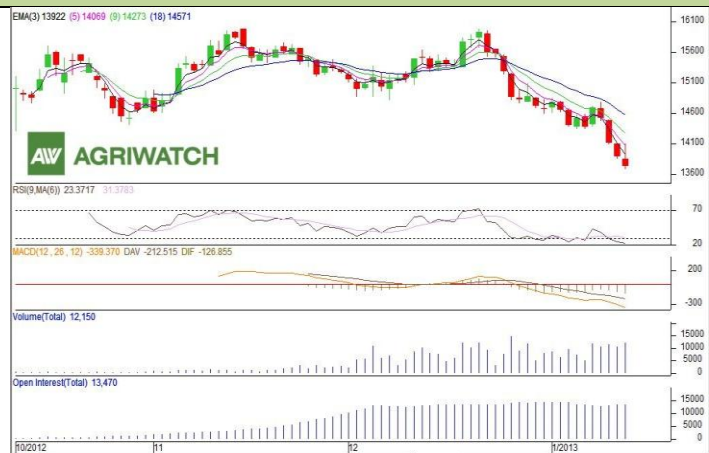 EMA(3) 13922 (5) 14069 (9) 14273 (18) 14571
16100
15600
15100
14600
14100
13600
AW AGRIWATCH
RSI(9,MA(6)) 23.3717 31.3783
70
20
MACD(12 , 26 , 12) -339.370 DAV -212.515 DIF -126.855
200
-300
Volume(Total) 12,150
15000
10000
5000
0
Open Interest(Total) 13,470
15000
10000
5000
0
10/2012 11 12 1/2013